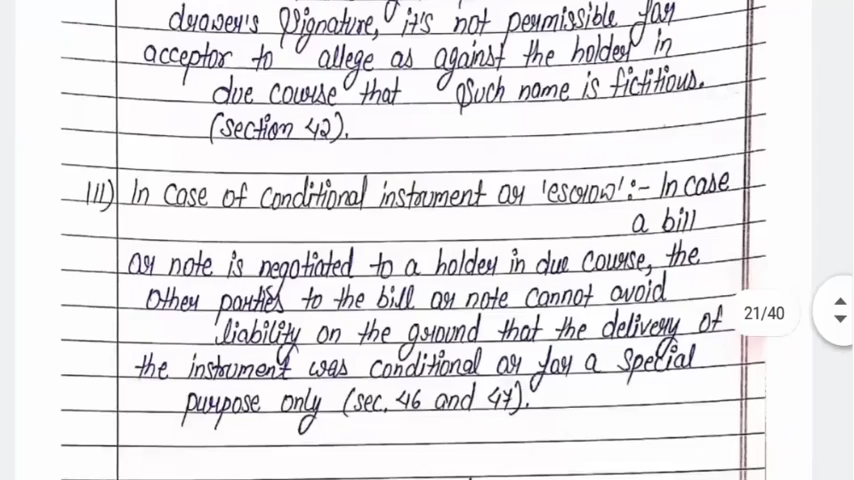 drawer's Signature, it's not permissible for
acceptor to allege as against the holder in
due course that Such name is fictitious.
(section 42).
III) In case of conditional instrument or 'escrow':- In case
a bill
or note is negotiated to a holder in due course, the
other parties to the bill or note cannot avoid
liability on the ground that the delivery of
21/40
the instrument was conditional or for a special
purpose only (sec. 46 and 47).